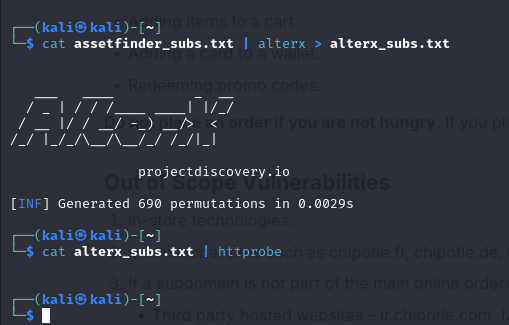 Adding items to a cart.
┌──(kali㉿kali)-[~]
└─$ cat assetfinder_subs.txt | alterx > alterx_subs.txt
Adding a card to a wallet.
Redeeming promo codes.
if you are not hungry. If you pla
projectdiscovery.io
Out of Scope Vulnerabilities
[INF] Generated 690 permutations in 0.0029s
1. In-store technologies.
┌──(kali㉿kali)-[~]
└─$ cat alterx_subs.txt | httprobe
such as chipotle.fr, chipotle.de,
3. If a subdomain is not part of the main online order
┌──(kali㉿kali)-[~]
└─$
Third party hosted websites – ir.chipotle.com, f